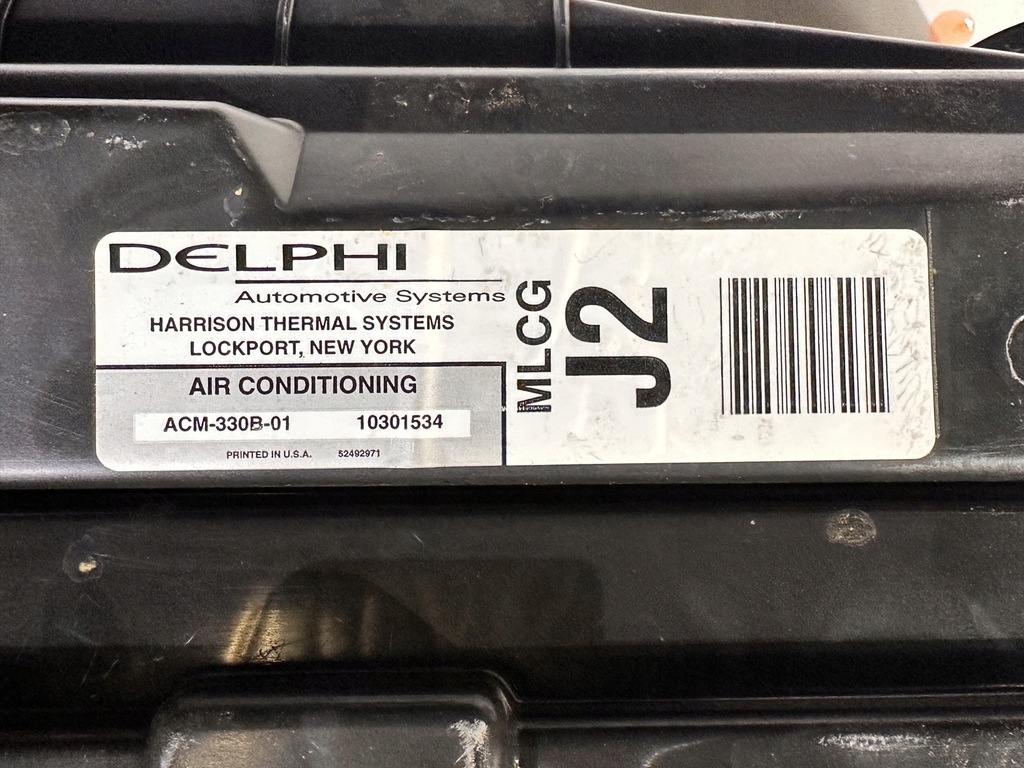 DELPHI
Automotive Systems
HARRISON THERMAL SYSTEMS
LOCKPORT, NEW YORK
AIR CONDITIONING
ACM-330B-01 10301534
PRINTED IN U.S.A. 52492971
MLCG
J2